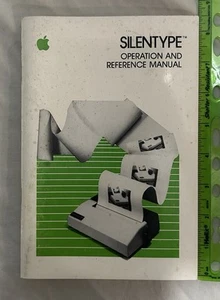 SILENTYPE™
OPERATION AND
REFERENCE MANUAL